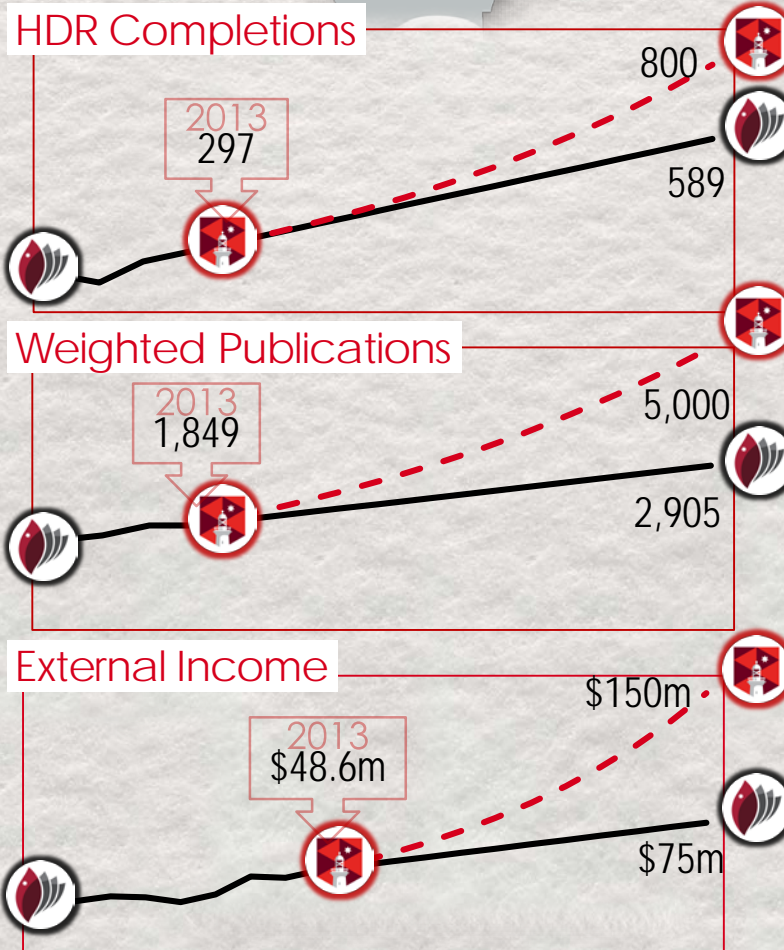 HDR Completions
800
2013
297
589
Weighted Publications
2013
1,849
5,000
2,905
External Income
$150m
2013
$48.6m
$75m